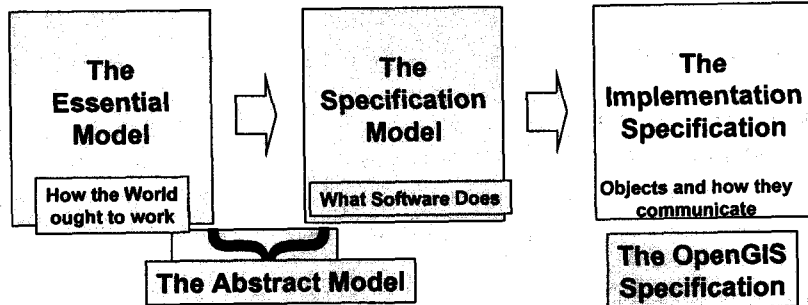 The
Essential
Model
How the World
ought to work
The
Specification
Model
What Software Does
The Abstract Model
The
Implementation
Specification
Objects and how they
communicate
The OpenGIS
Specification